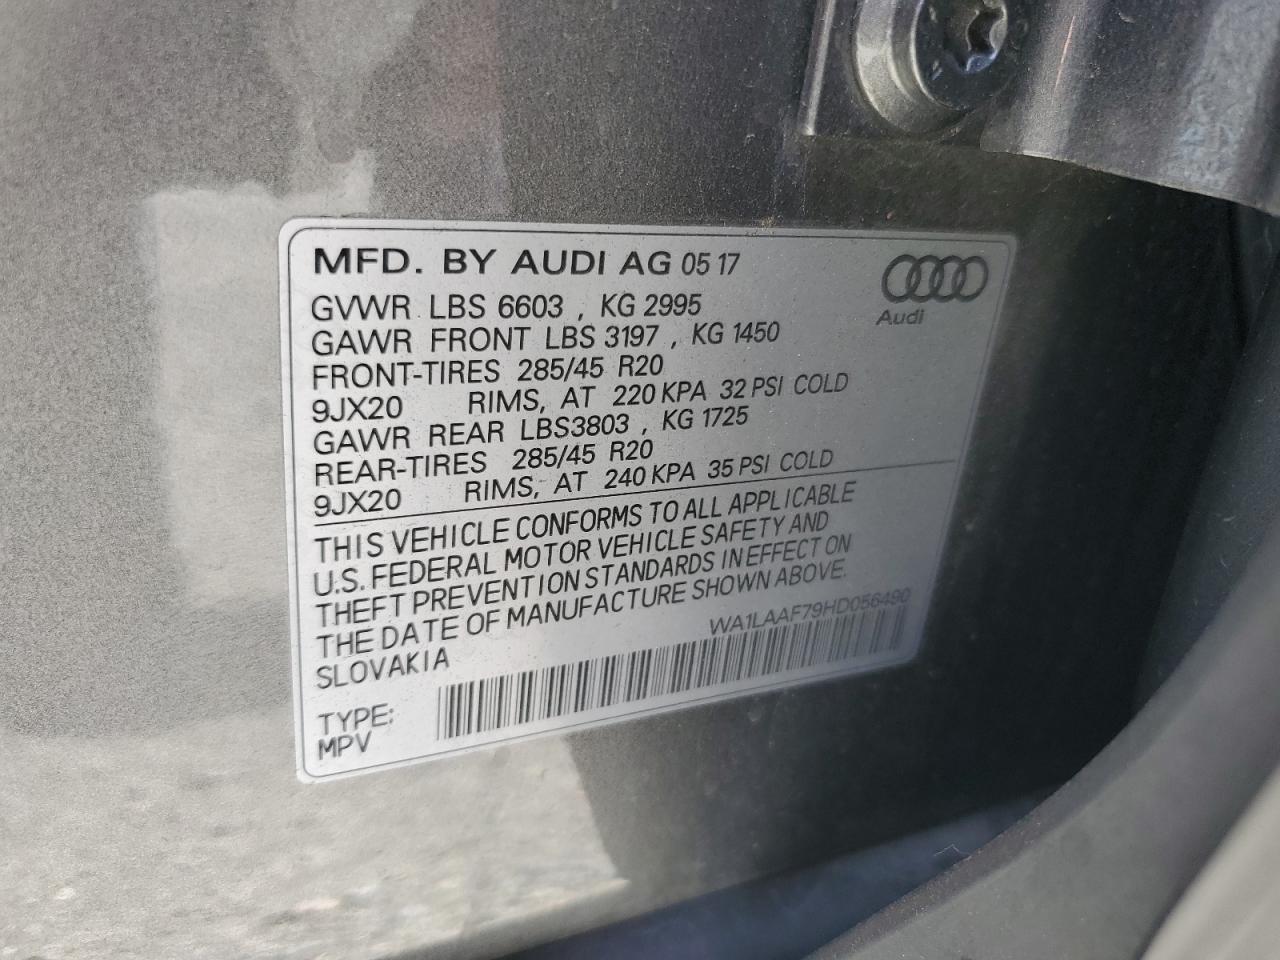 MFD. BY AUDI AG 05 17
GVWR LBS 6603 , KG 2995
GAWR FRONT LBS 3197 , KG 1450
FRONT-TIRES 285/45 R20
9JX20 RIMS, AT 220 KPA 32 PSI COLD
GAWR REAR LBS3803 , KG 1725
REAR-TIRES 285/45 R20
9JX20 RIMS, AT 240 KPA 35 PSI COLD
Audi
THIS VEHICLE CONFORMS TO ALL APPLICABLE
U.S. FEDERAL MOTOR VEHICLE SAFETY AND
THEFT PREVENTION STANDARDS IN EFFECT ON
THE DATE OF MANUFACTURE SHOWN ABOVE.
SLOVAKIA
WA1LAAF79HD056490
TYPE:
MPV